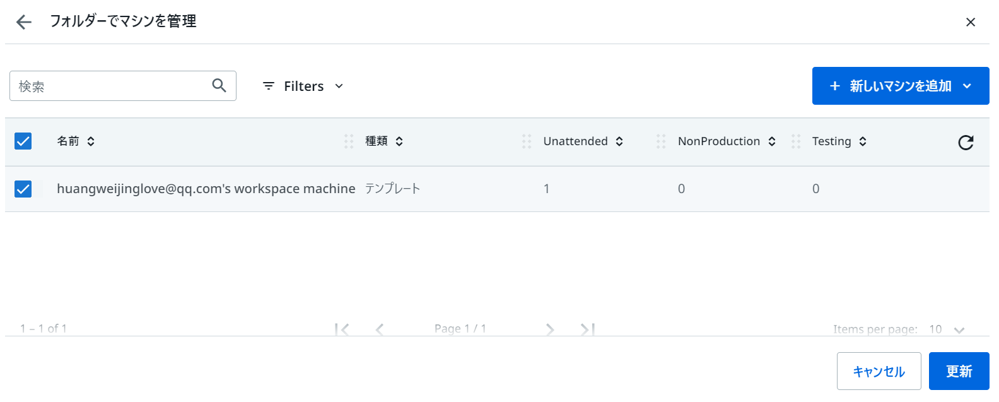 フォルダーでマシンを管理
検索
Filters
新しいマシンを追加
名前 種類 Unattended NonProduction Testing
huangweijinglove@qq.com's workspace machine テンプレート 1 0 0
1 – 1 of 1 Page 1 / 1 Items per page: 10
キャンセル 更新